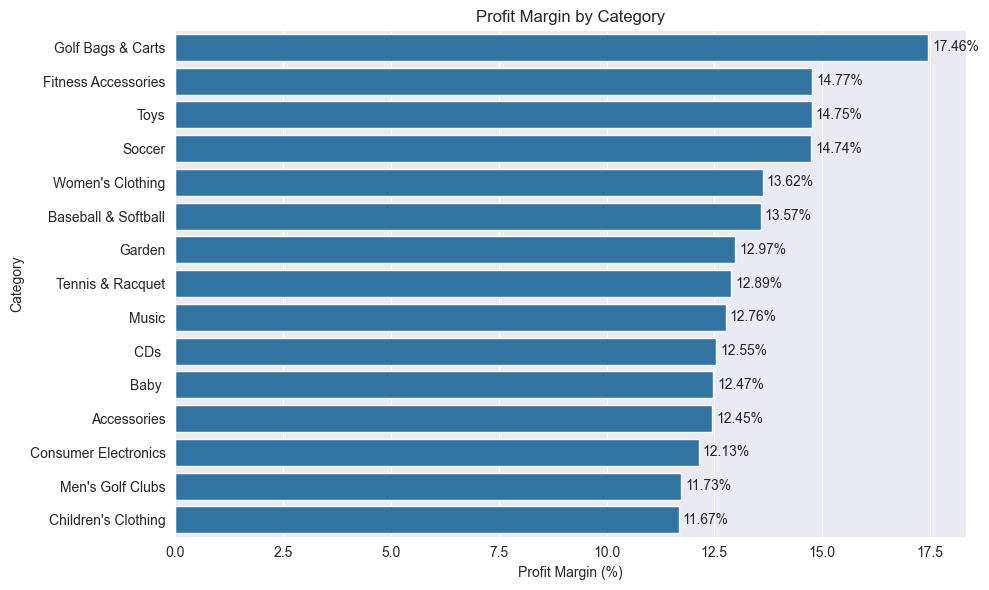 Profit Margin by Category
Category
Golf Bags & Carts 17.46%
Fitness Accessories 14.77%
Toys 14.75%
Soccer 14.74%
Women's Clothing 13.62%
Baseball & Softball 13.57%
Garden 12.97%
Tennis & Racquet 12.89%
Music 12.76%
CDs 12.55%
Baby 12.47%
Accessories 12.45%
Consumer Electronics 12.13%
Men's Golf Clubs 11.73%
Children's Clothing 11.67%
0.0 2.5 5.0 7.5 10.0 12.5 15.0 17.5
Profit Margin (%)